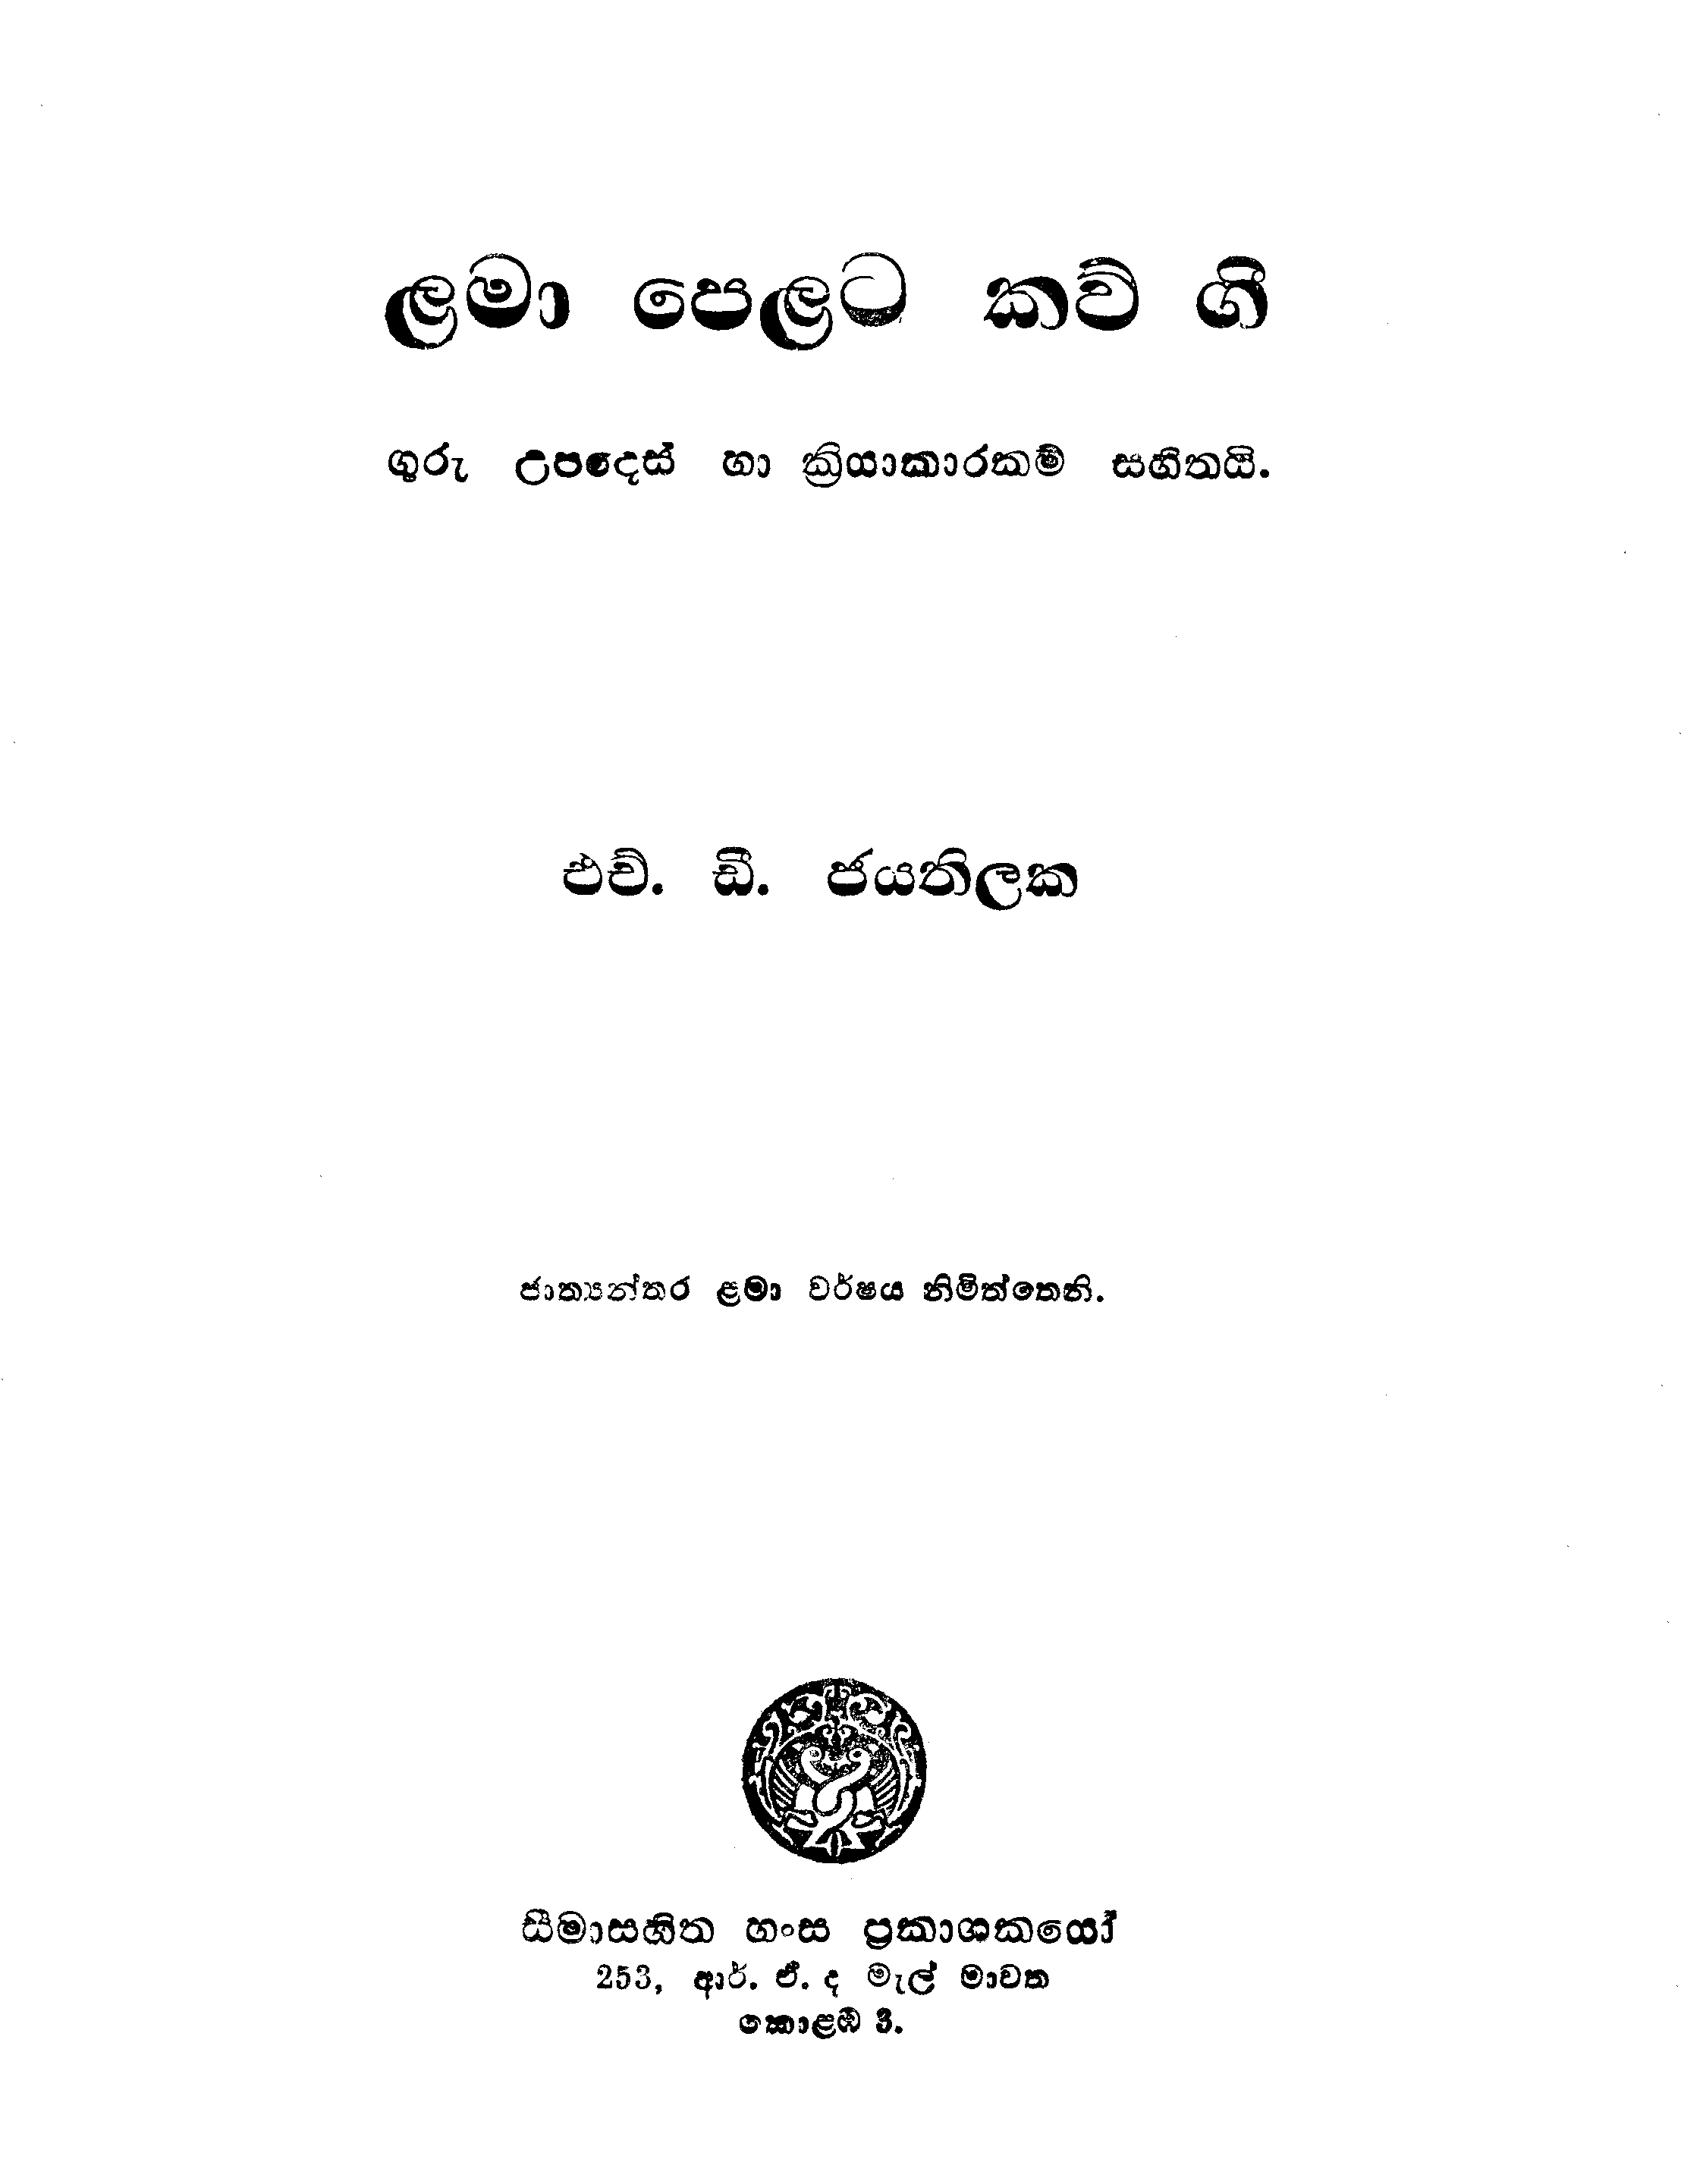 ළමා පෙළට කව් ගී
ගුරු උපදෙස් හා ක්‍රියාකාරකම් සහිතයි.
එච්. ඩී. ජයතිලක
ජාත්‍යන්තර ළමා වර්ෂය නිමිත්තෙනි.
සීමාසහිත හංස ප්‍රකාශකයෝ
253, ආර්. ඒ. ද මැල් මාවත
කොළඹ 3.